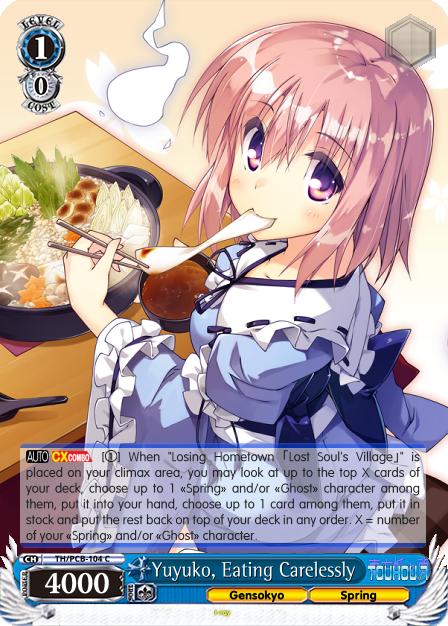 LEVEL
1
0
COST
AUTO CX COMBO [①] When "Losing Hometown 「Lost Soul's Village」" is
placed on your climax area, you may look at up to the top X cards of
your deck, choose up to 1 «Spring» and/or «Ghost» character among
them, put it into your hand, choose up to 1 card among them, put it in
stock and put the rest back on top of your deck in any order. X = number
of your «Spring» and/or «Ghost» character.
CH TH/PCB-104 C
POWER 4000 SOUL Yuyuko, Eating Carelessly TOUHOU
Gensokyo Spring